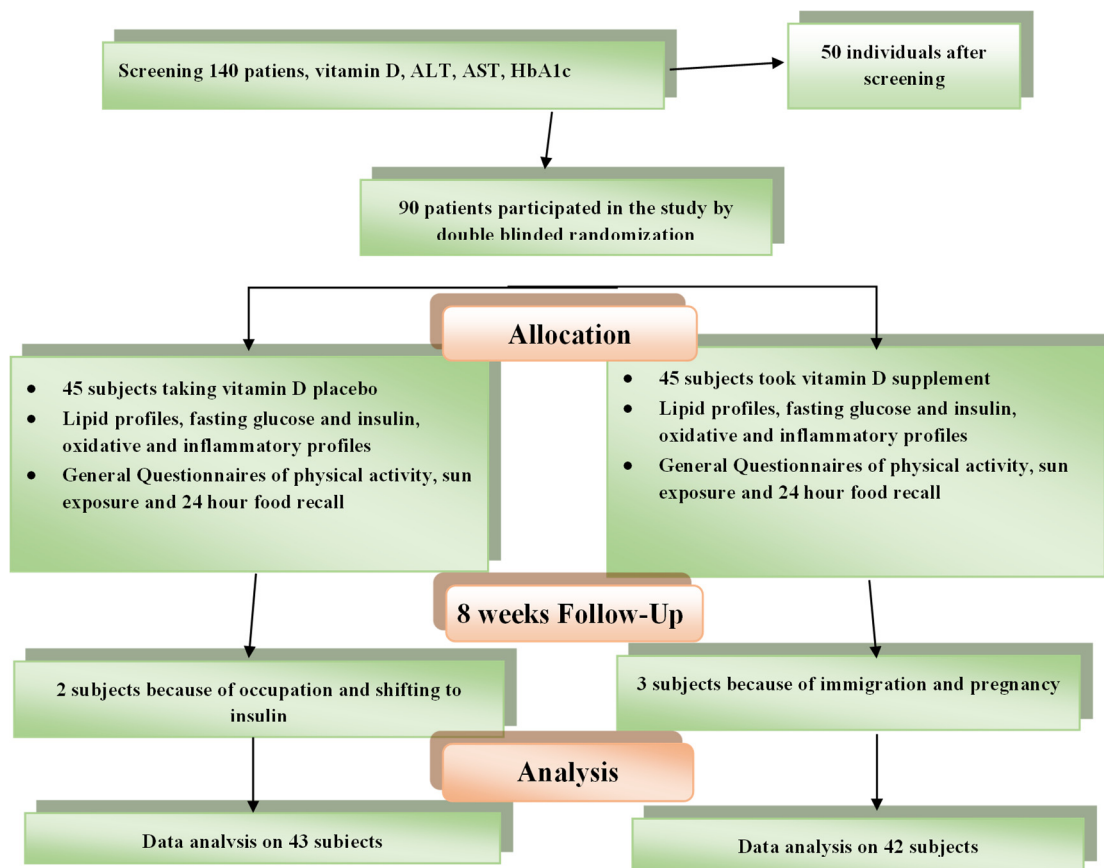 Screening 140 patiens, vitamin D, ALT, AST, HbA1c
50 individuals after
screening
90 patients participated in the study by
double blinded randomization
Allocation
• 45 subjects taking vitamin D placebo
• Lipid profiles, fasting glucose and insulin,
oxidative and inflammatory profiles
• General Questionnaires of physical activity, sun
exposure and 24 hour food recall
• 45 subjects took vitamin D supplement
• Lipid profiles, fasting glucose and insulin,
oxidative and inflammatory profiles
• General Questionnaires of physical activity, sun
exposure and 24 hour food recall
8 weeks Follow-Up
2 subjects because of occupation and shifting to
insulin
3 subjects because of immigration and pregnancy
Analysis
Data analysis on 43 subjects
Data analysis on 42 subjects